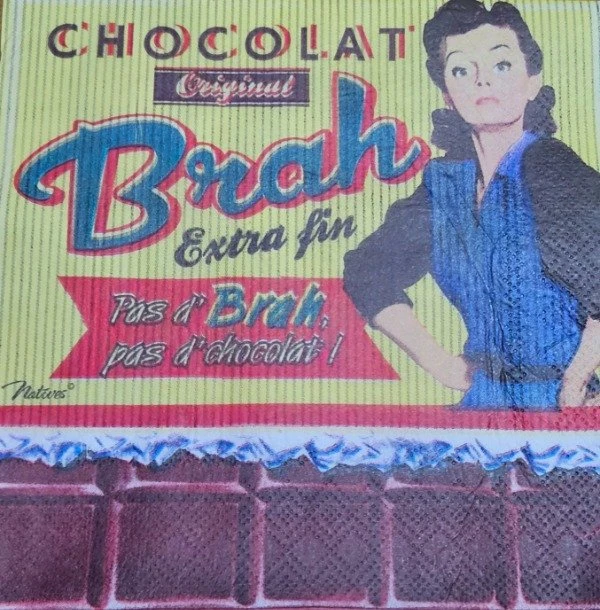 CHOCOLAT
Original
Brah
Extra fin
Pas d' Brah,
pas d'chocolat !
Natives®